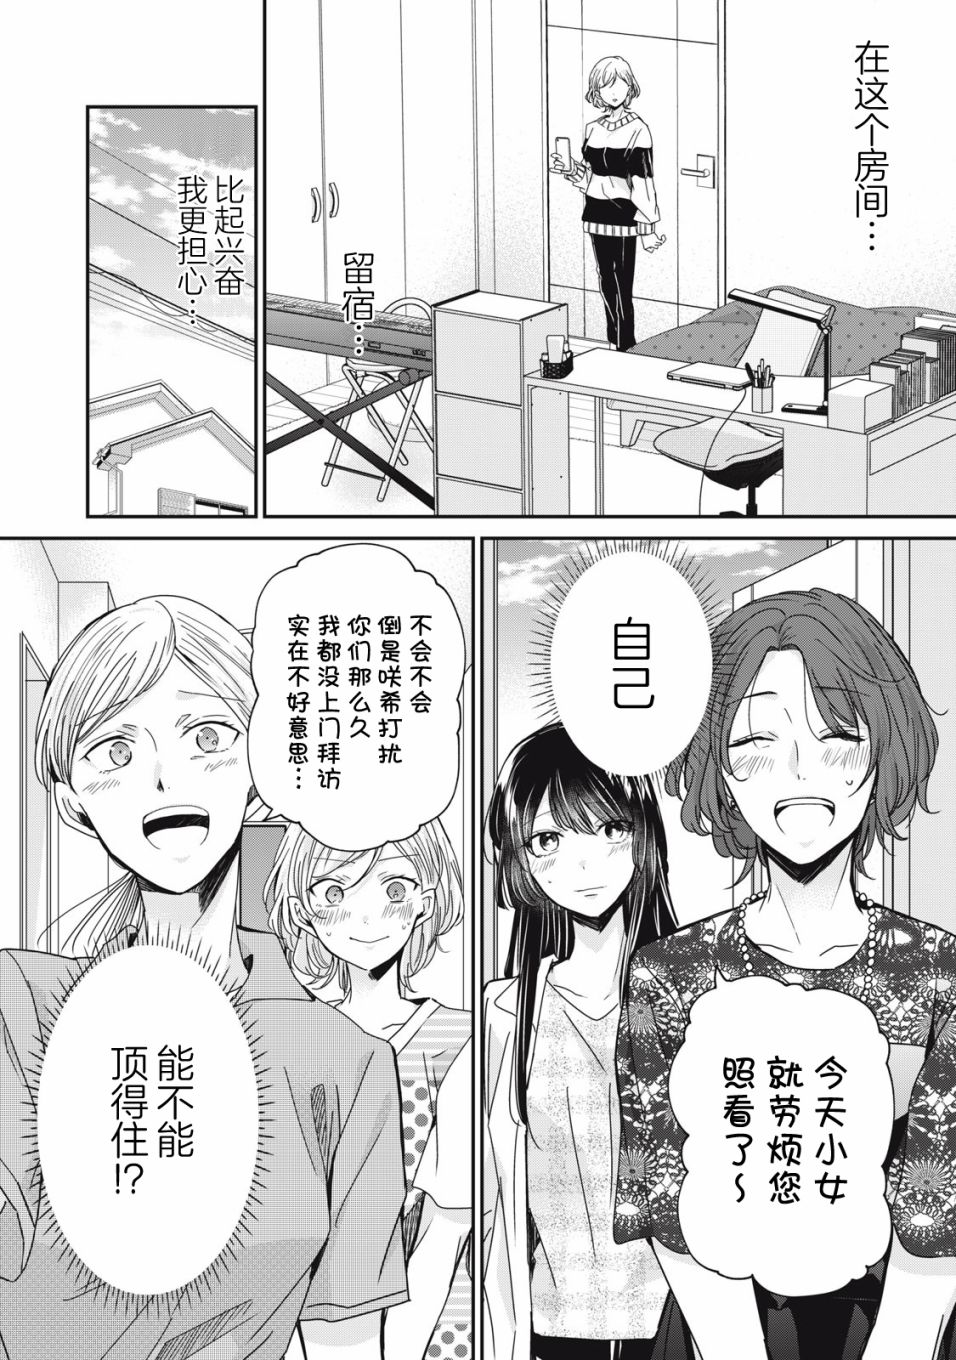 在这个房间…
留宿…
比起兴奋
我更担心…
自己
今天小女
就劳烦您
照看了～
不会不会
倒是咲希打扰
你们那么久
我都没上门拜访
实在不好意思…
能不能
顶得住!?